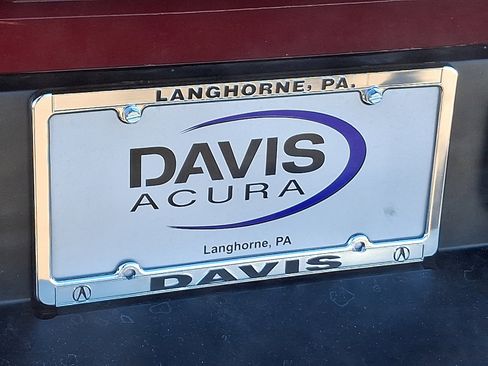 LANGHORNE, PA.
DAVIS
ACURA
Langhorne, PA
DAVIS